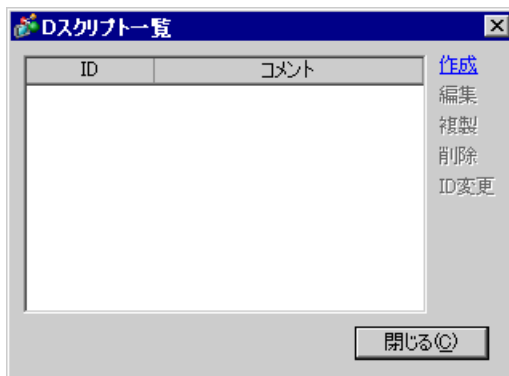 Dスクリプト一覧
ID コメント
作成
編集
複製
削除
ID変更
閉じる(C)